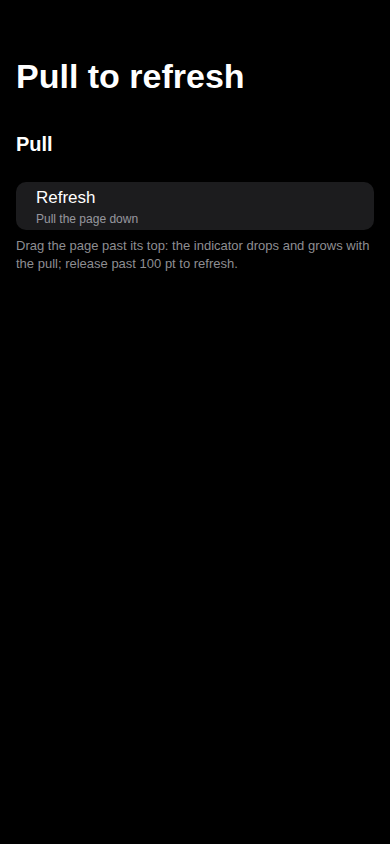 Pull to refresh
Pull
Refresh
Pull the page down
Drag the page past its top: the indicator drops and grows with
the pull; release past 100 pt to refresh.